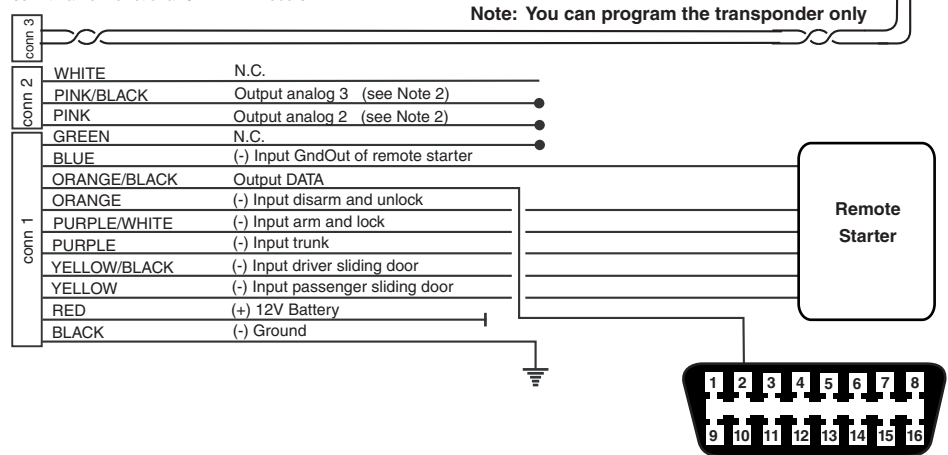 Note: You can program the transponder only
conn 3
conn 2
WHITE N.C.
PINK/BLACK Output analog 3 (see Note 2)
PINK Output analog 2 (see Note 2)
conn 1
GREEN N.C.
BLUE (-) Input GndOut of remote starter
ORANGE/BLACK Output DATA
ORANGE (-) Input disarm and unlock
PURPLE/WHITE (-) Input arm and lock
PURPLE (-) Input trunk
YELLOW/BLACK (-) Input driver sliding door
YELLOW (-) Input passenger sliding door
RED (+) 12V Battery
BLACK (-) Ground
Remote
Starter
1 2 3 4 5 6 7 8
9 10 11 12 13 14 15 16